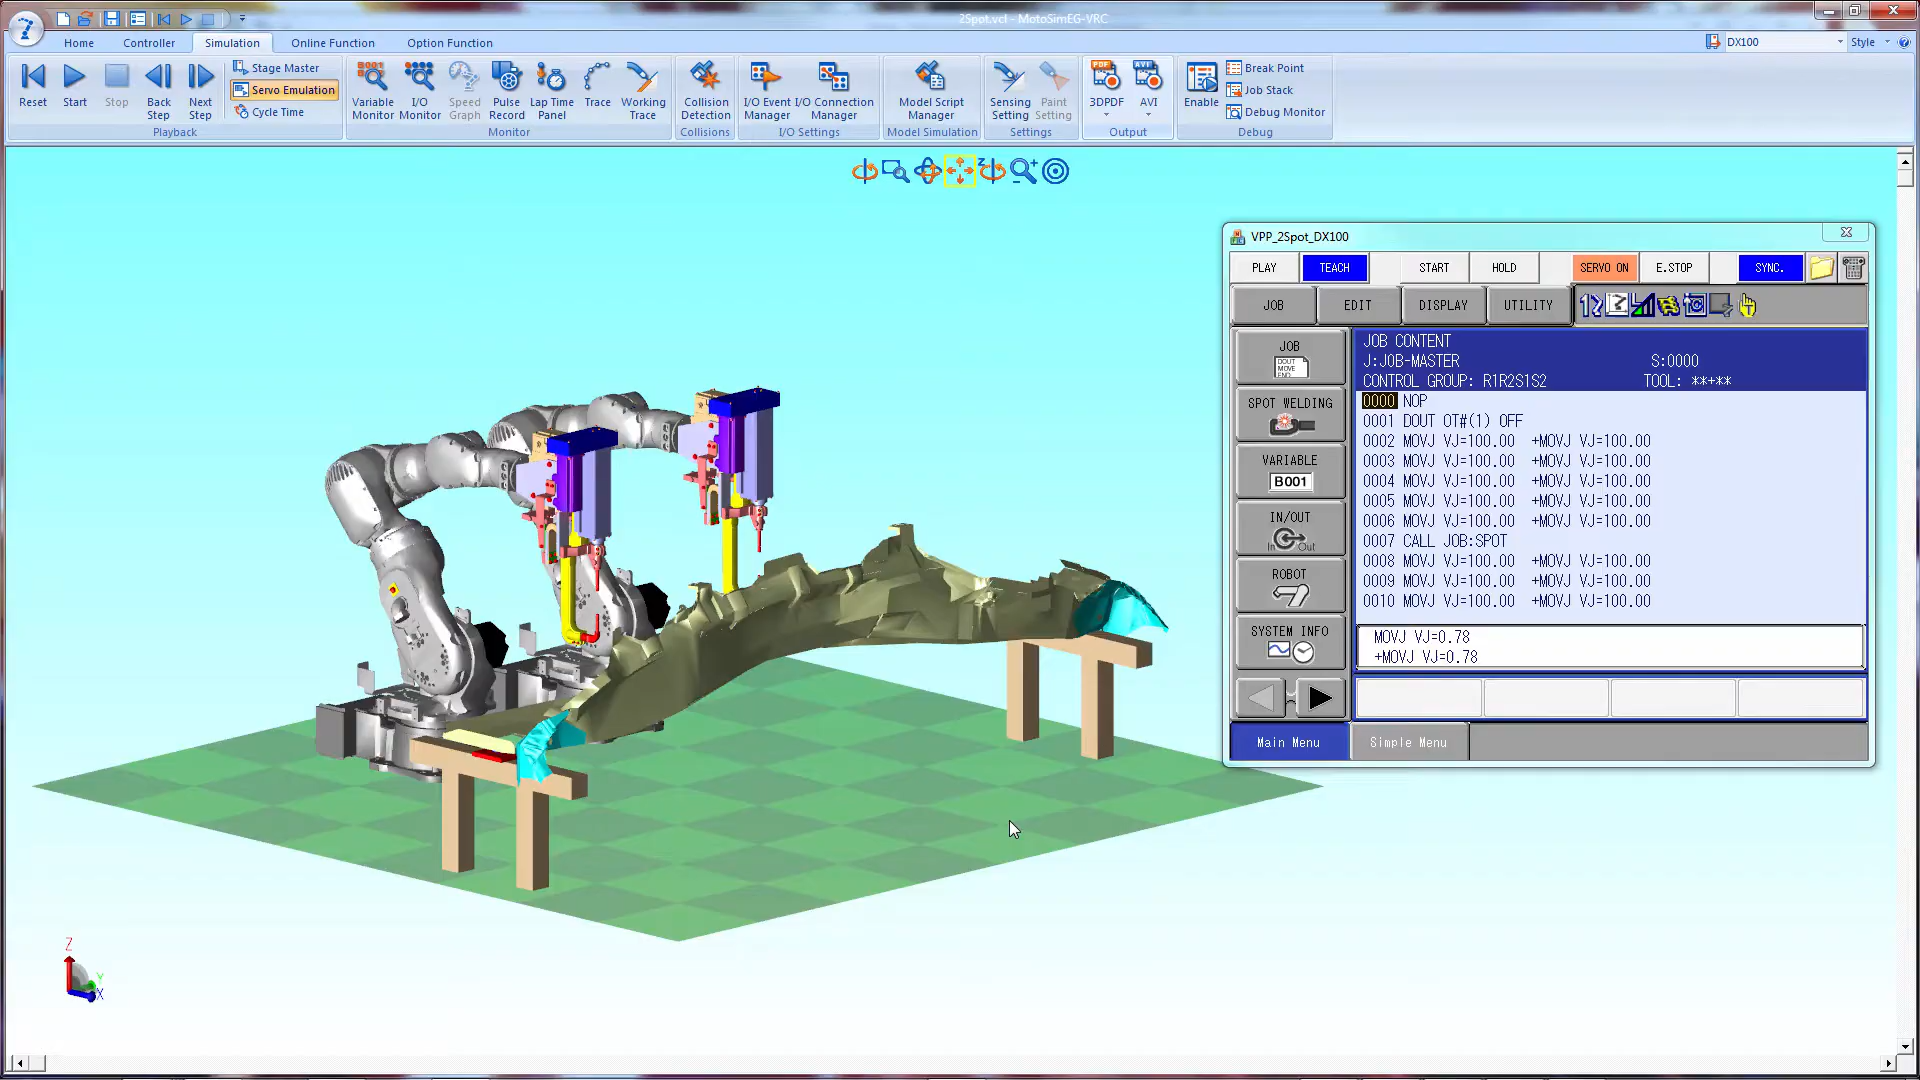 2Spot.vcl - MotoSimEG-VRC
Home Controller Simulation Online Function Option Function
DX100 Style
Reset Start Stop Back Step Next Step
Stage Master
Servo Emulation
Cycle Time
Playback
Variable Monitor I/O Monitor Speed Graph Pulse Record Lap Time Panel Trace Working Trace
Monitor
Collision Detection
Collisions
I/O Event Manager I/O Connection Manager
I/O Settings
Model Script Manager
Model Simulation
Sensing Setting Paint Setting
Settings
PDF 3DPDF AVI AVI
Output
Enable
Break Point
Job Stack
Debug Monitor
Debug
VPP_2Spot_DX100
PLAY TEACH START HOLD SERVO ON E.STOP SYNC.
JOB EDIT DISPLAY UTILITY
JOB
DOUT
MOVE
END
SPOT WELDING
VARIABLE
B001
IN/OUT
In Out
ROBOT
SYSTEM INFO
JOB CONTENT
J:JOB-MASTER S:0000
CONTROL GROUP: R1R2S1S2 TOOL: **+**
0000 NOP
0001 DOUT OT#(1) OFF
0002 MOVJ VJ=100.00 +MOVJ VJ=100.00
0003 MOVJ VJ=100.00 +MOVJ VJ=100.00
0004 MOVJ VJ=100.00 +MOVJ VJ=100.00
0005 MOVJ VJ=100.00 +MOVJ VJ=100.00
0006 MOVJ VJ=100.00 +MOVJ VJ=100.00
0007 CALL JOB:SPOT
0008 MOVJ VJ=100.00 +MOVJ VJ=100.00
0009 MOVJ VJ=100.00 +MOVJ VJ=100.00
0010 MOVJ VJ=100.00 +MOVJ VJ=100.00
MOVJ VJ=0.78
+MOVJ VJ=0.78
Main Menu Simple Menu
Z
Y
X